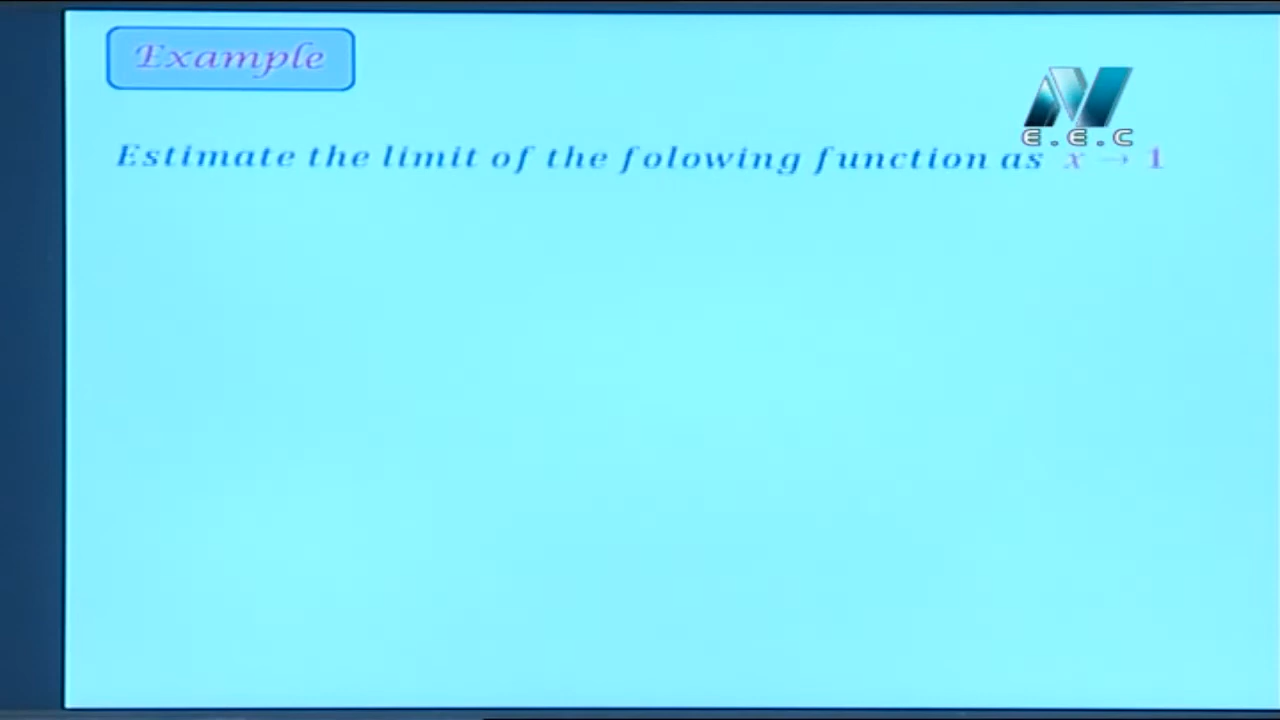 Example
E.E.C
Estimate the limit of the folowing function as x → 1